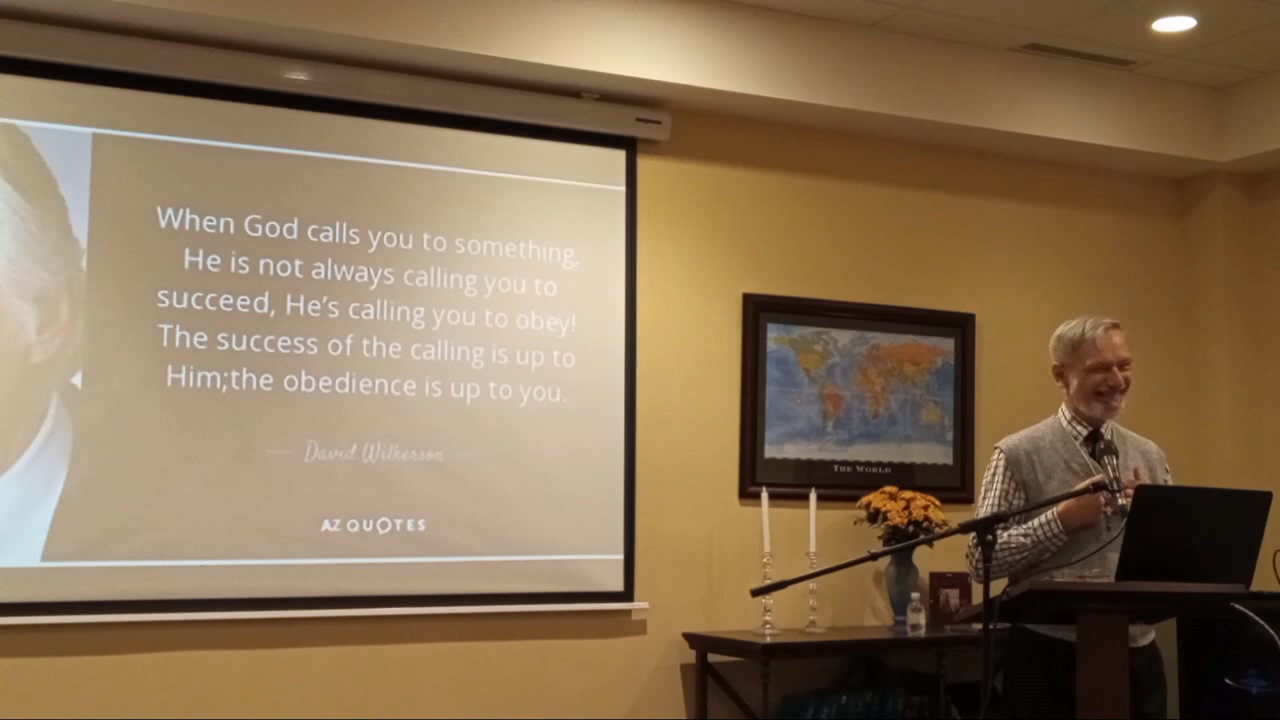 When God calls you to something,
He is not always calling you to
succeed, He's calling you to obey!
The success of the calling is up to
Him;the obedience is up to you.
David Wilkerson
AZ QUOTES
THE WORLD